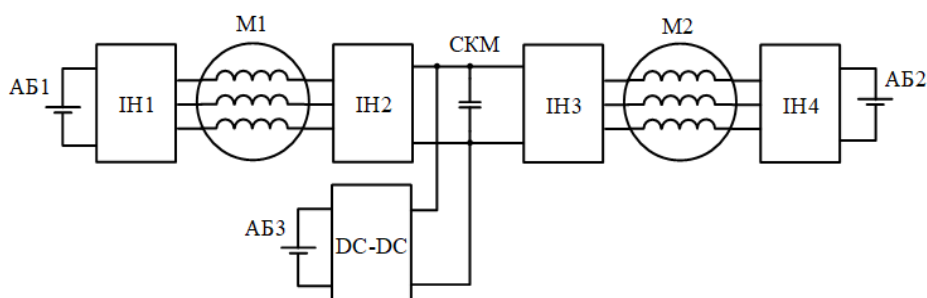 М1
СКМ
М2
АБ1
ІН1
ІН2
ІН3
ІН4
АБ2
АБ3
DC-DC